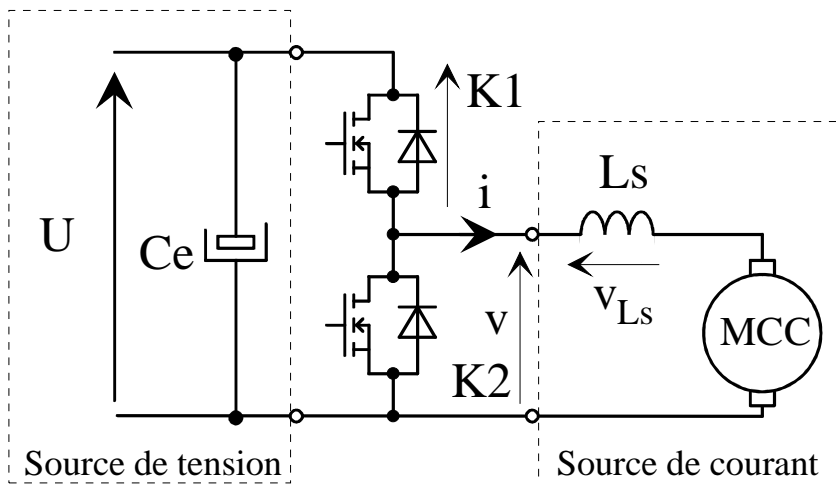 K1
i
Ls
U
Ce
v
vLs
MCC
K2
Source de tension
Source de courant